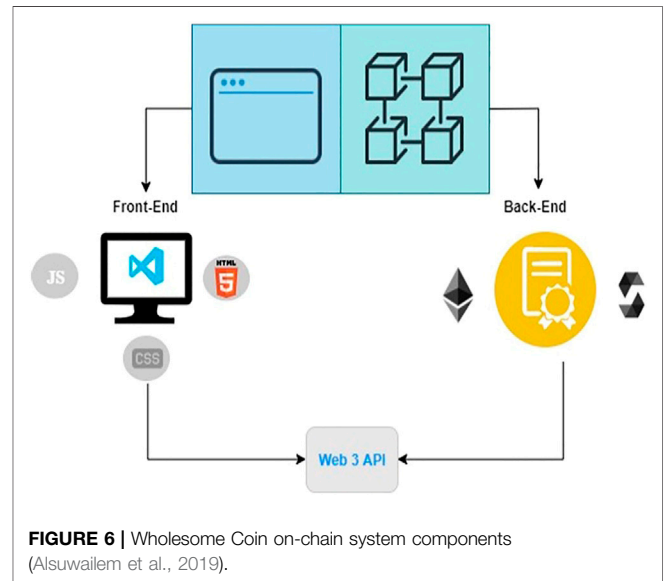 Front-End
Back-End
JS
HTML
5
CSS
Web 3 API
FIGURE 6 | Wholesome Coin on-chain system components
(Alsuwailem et al., 2019).